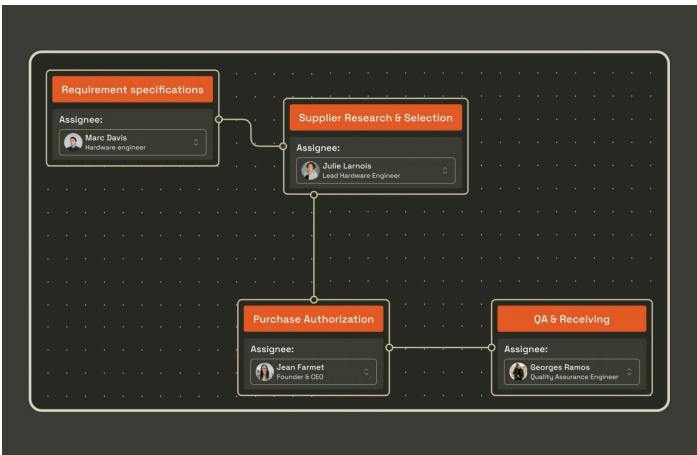 Requirement specifications
Assignee:
Marc Davis
Hardware engineer
Supplier Research & Selection
Assignee:
Julie Larnois
Lead Hardware Engineer
Purchase Authorization
Assignee:
Jean Farmet
Founder & CEO
QA & Receiving
Assignee:
Georges Ramos
Quality Assurance Engineer